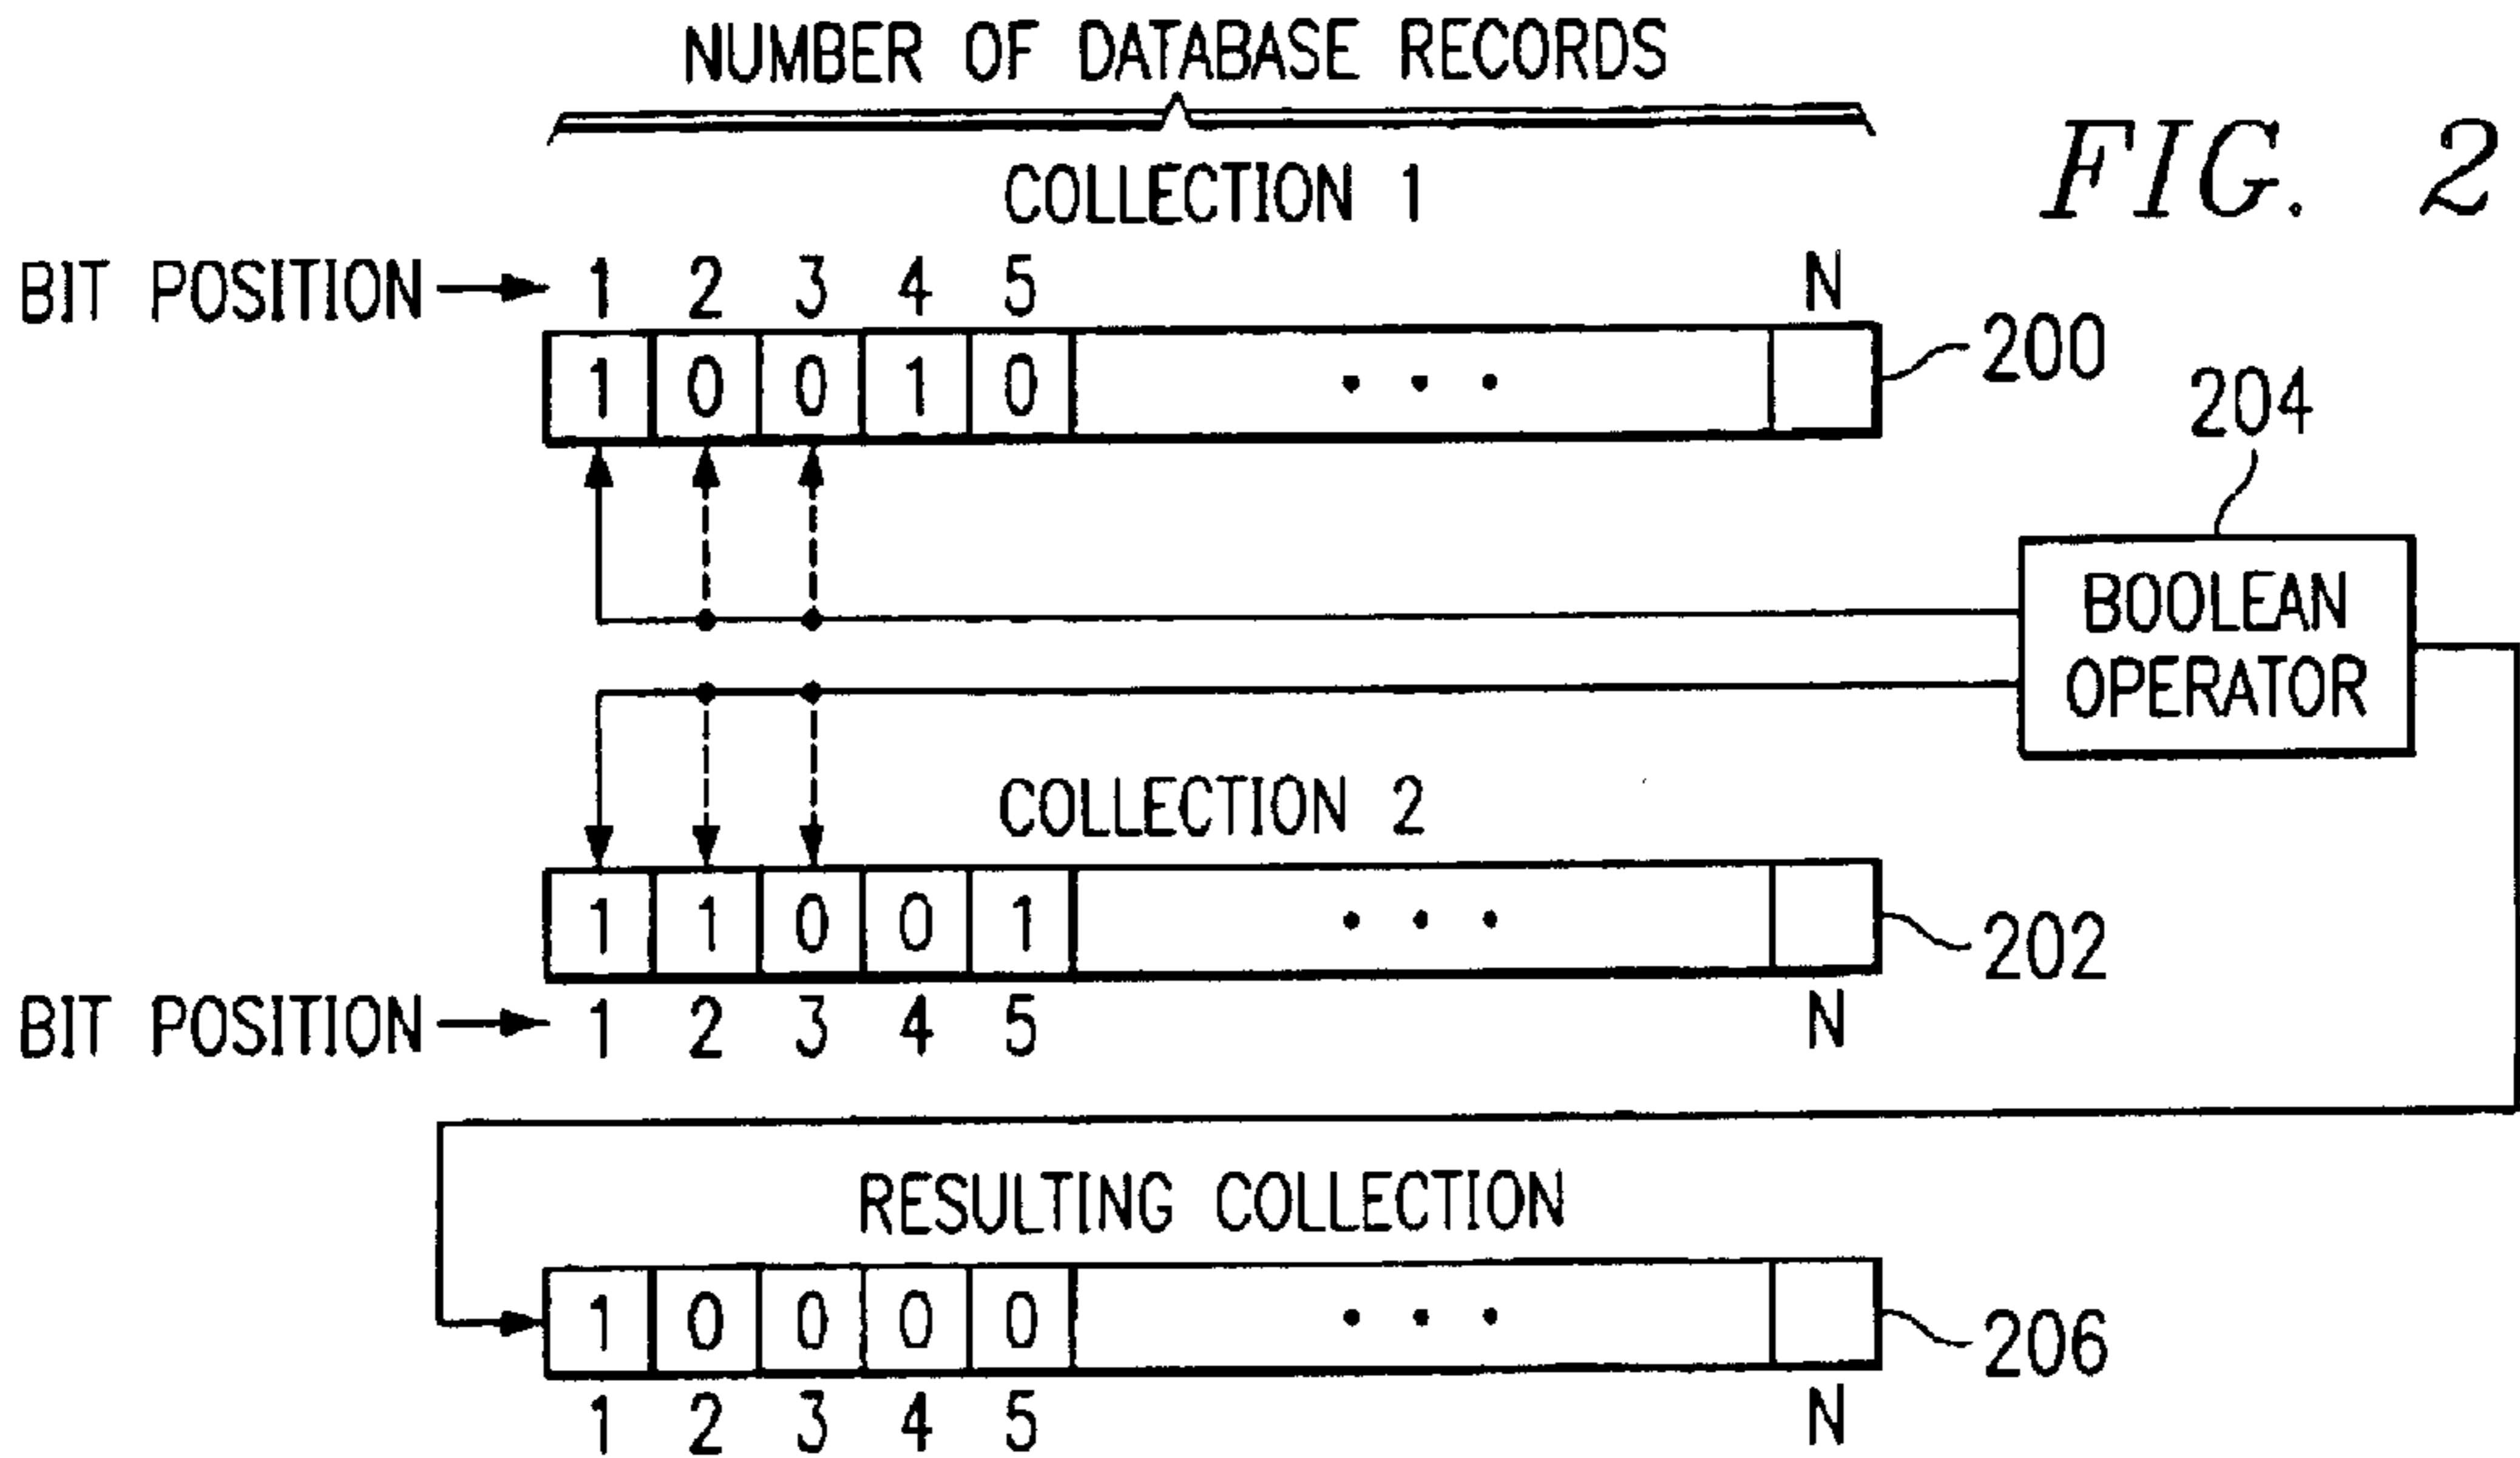 NUMBER OF DATABASE RECORDS
FIG. 2
COLLECTION 1
BIT POSITION 1 2 3 4 5 N
1 0 0 1 0 . . . 200
204
BOOLEAN
OPERATOR
COLLECTION 2
1 1 0 0 1 . . . 202
BIT POSITION 1 2 3 4 5 N
RESULTING COLLECTION
1 0 0 0 0 . . . 206
1 2 3 4 5 N